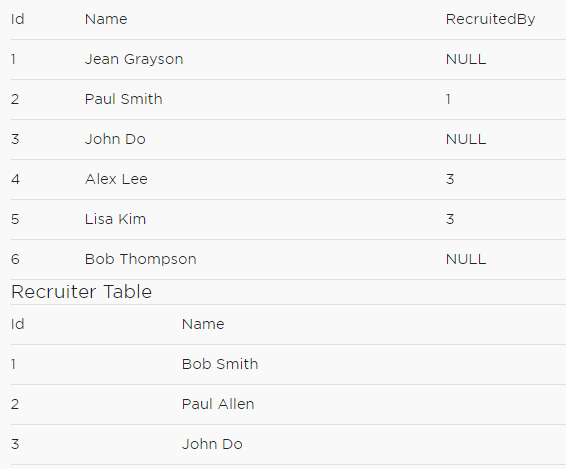 Id Name RecruitedBy
1 Jean Grayson NULL
2 Paul Smith 1
3 John Do NULL
4 Alex Lee 3
5 Lisa Kim 3
6 Bob Thompson NULL
Recruiter Table
Id Name
1 Bob Smith
2 Paul Allen
3 John Do